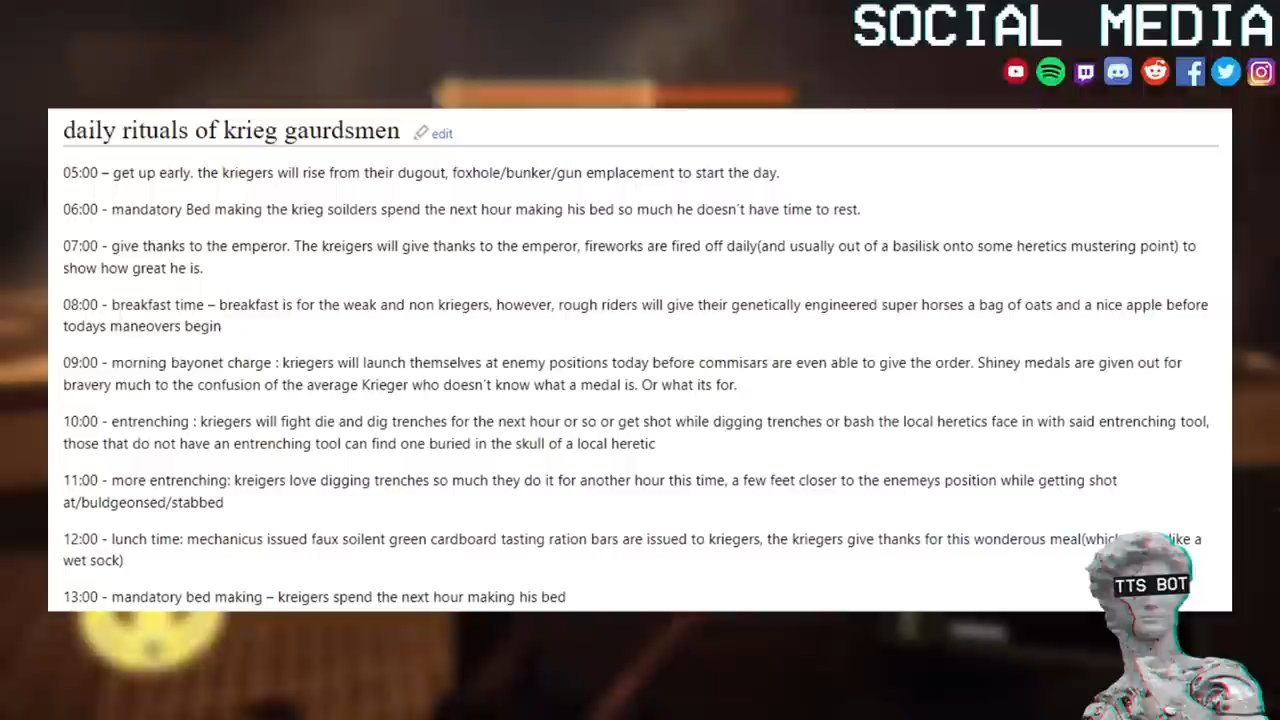 SOCIAL MEDIA
daily rituals of krieg gaurdsmen edit
05:00 – get up early. the kriegers will rise from their dugout, foxhole/bunker/gun emplacement to start the day.
06:00 - mandatory Bed making the krieg soilders spend the next hour making his bed so much he doesn't have time to rest.
07:00 - give thanks to the emperor. The kreigers will give thanks to the emperor, fireworks are fired off daily(and usually out of a basilisk onto some heretics mustering point) to
show how great he is.
08:00 - breakfast time – breakfast is for the weak and non kriegers, however, rough riders will give their genetically engineered super horses a bag of oats and a nice apple before
todays maneovers begin
09:00 - morning bayonet charge : kriegers will launch themselves at enemy positions today before commisars are even able to give the order. Shiney medals are given out for
bravery much to the confusion of the average Krieger who doesn't know what a medal is. Or what its for.
10:00 - entrenching : kriegers will fight die and dig trenches for the next hour or so or get shot while digging trenches or bash the local heretics face in with said entrenching tool,
those that do not have an entrenching tool can find one buried in the skull of a local heretic
11:00 - more entrenching: kreigers love digging trenches so much they do it for another hour this time, a few feet closer to the enemeys position while getting shot
at/buldgeonsed/stabbed
12:00 - lunch time: mechanicus issued faux soilent green cardboard tasting ration bars are issued to kriegers, the kriegers give thanks for this wonderous meal( like a
wet sock)
13:00 - mandatory bed making – kreigers spend the next hour making his bed
TTS BOT